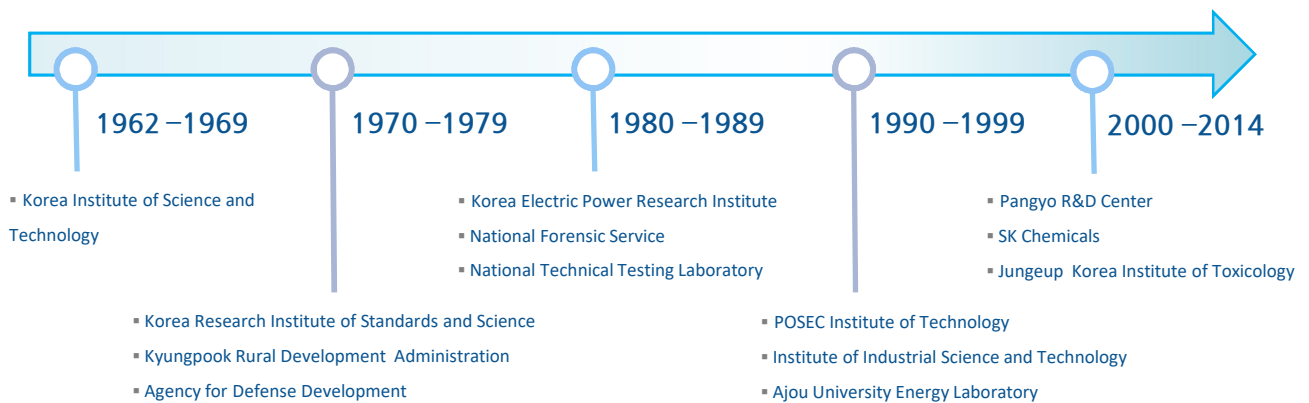 1962 –1969
1970 –1979
1980 –1989
1990 –1999
2000 –2014
▪ Korea Institute of Science and
Technology
▪ Korea Electric Power Research Institute
▪ National Forensic Service
▪ National Technical Testing Laboratory
▪ Pangyo R&D Center
▪ SK Chemicals
▪ Jungeup Korea Institute of Toxicology
▪ Korea Research Institute of Standards and Science
▪ Kyungpook Rural Development Administration
▪ Agency for Defense Development
▪ POSEC Institute of Technology
▪ Institute of Industrial Science and Technology
▪ Ajou University Energy Laboratory